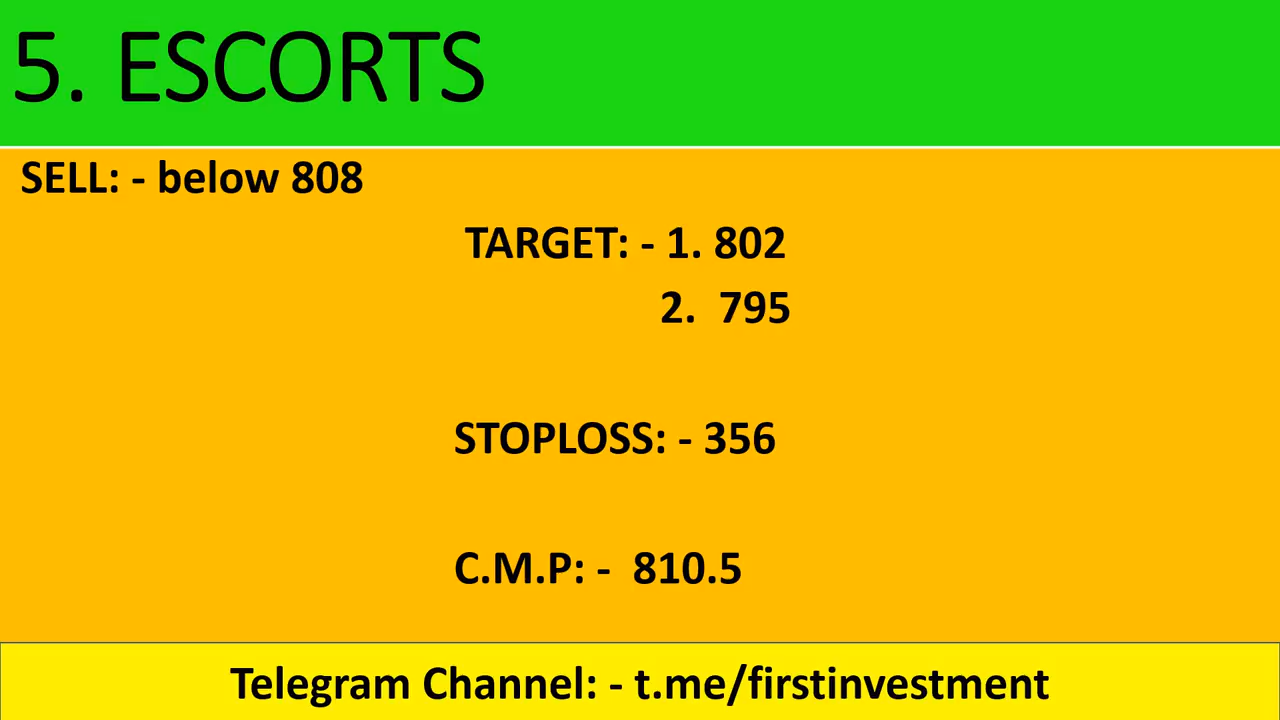 5. ESCORTS
SELL: - below 808
TARGET: - 1. 802
2. 795
STOPLOSS: - 356
C.M.P: - 810.5
Telegram Channel: - t.me/firstinvestment